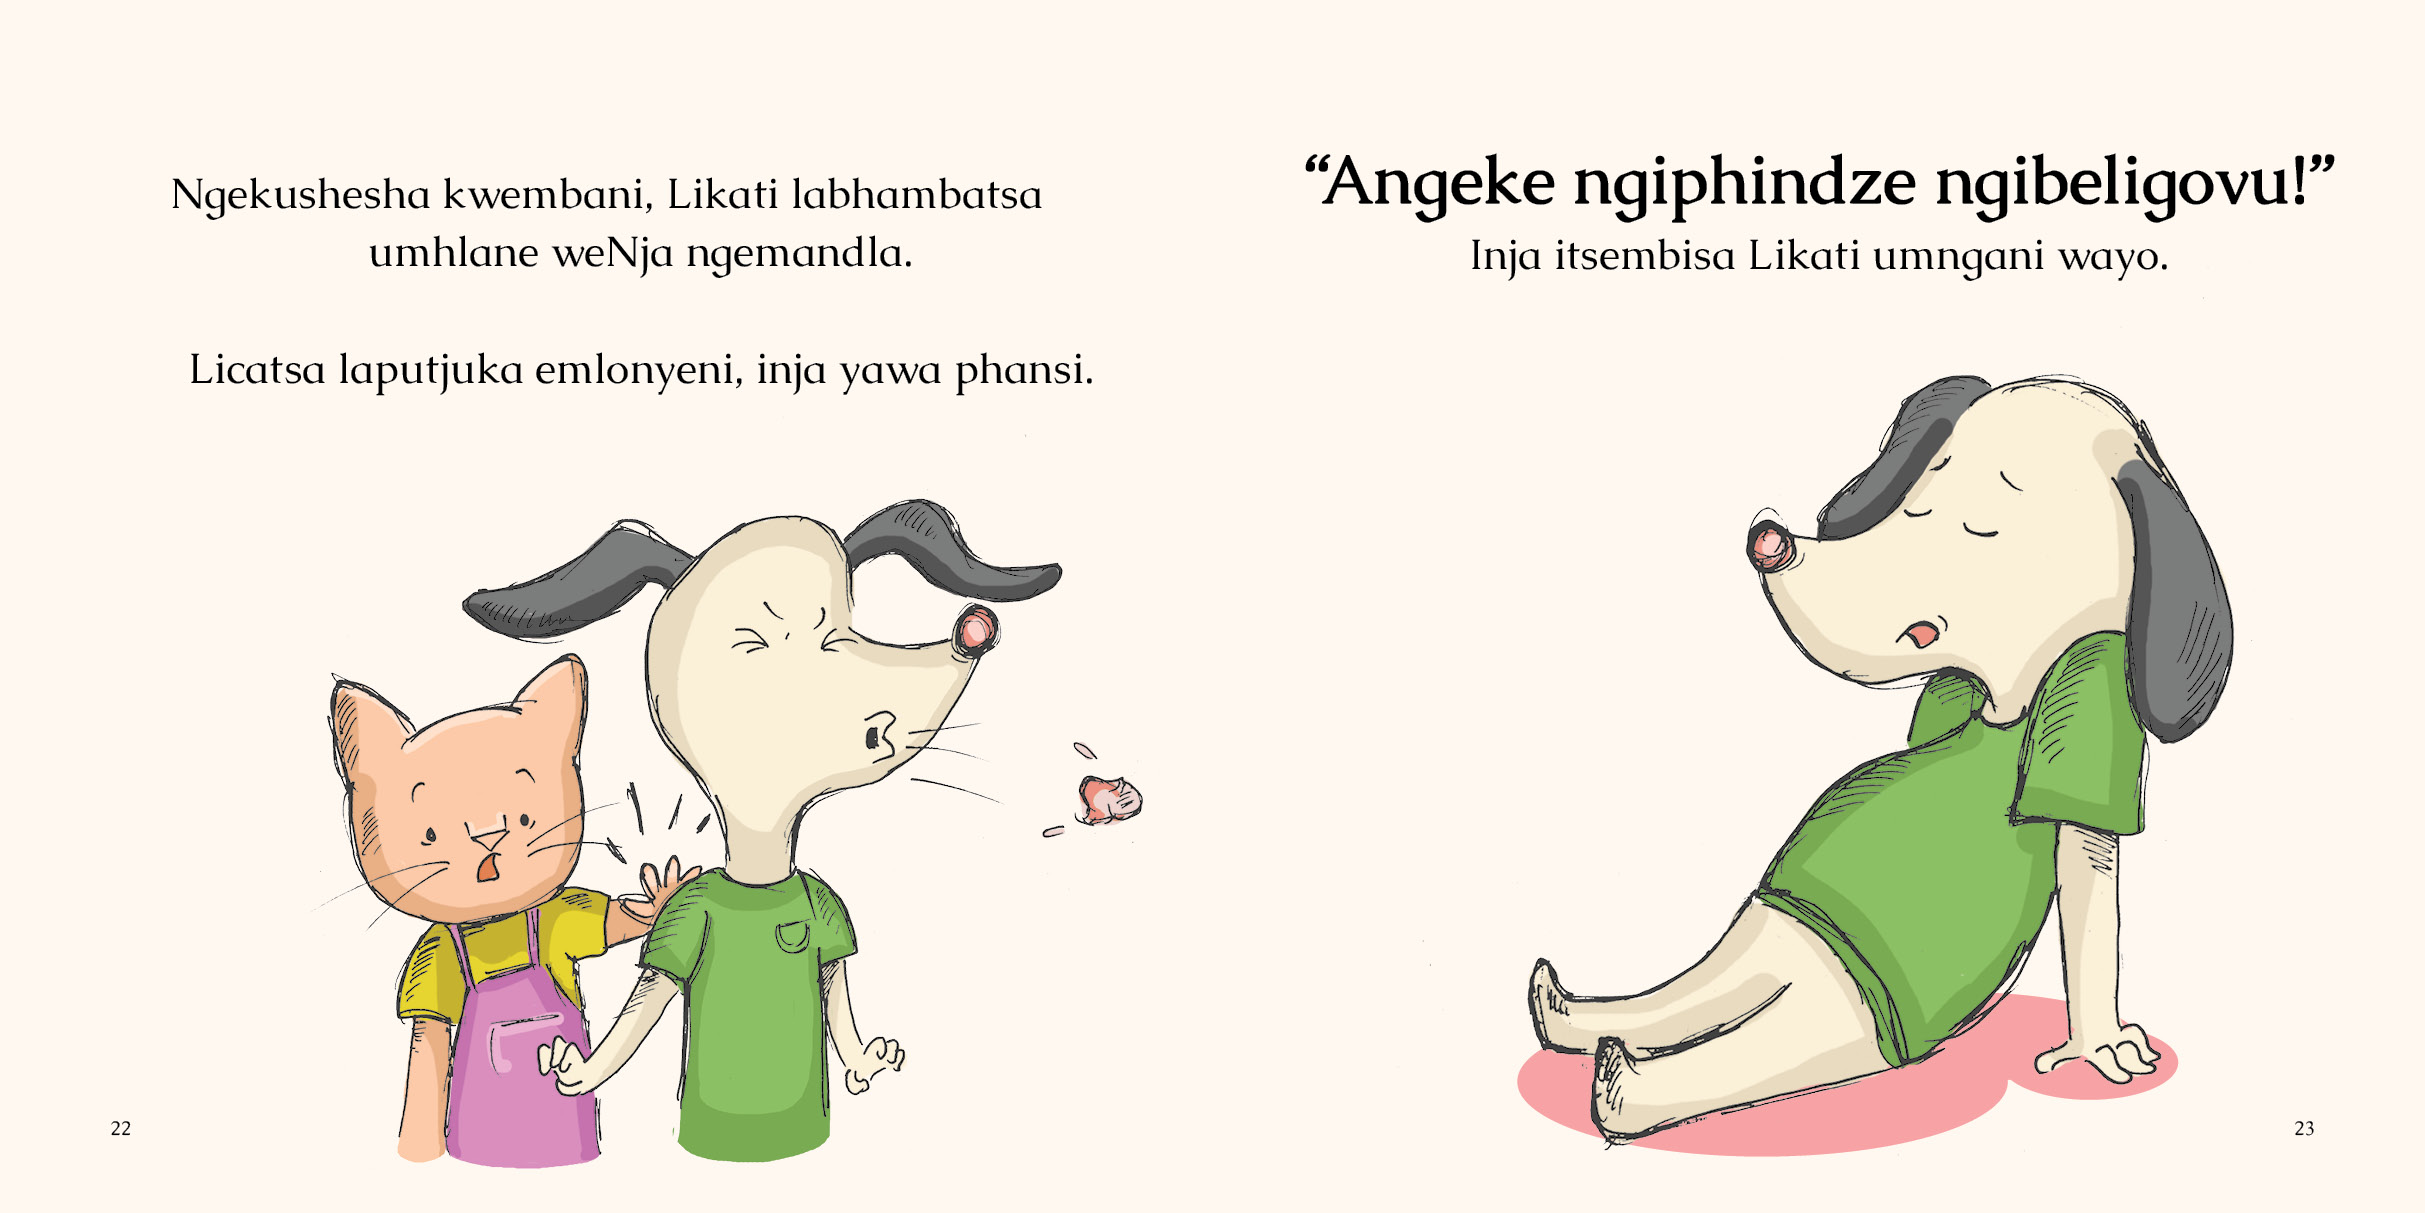 Ngekushesha kwembani, Likati labhambatsa
umhlane weNja ngemandla.
Licatsa laputjuka emlonyeni, inja yawa phansi.
22
“Angeke ngiphindze ngibeligovu!”
Inja itsembisa Likati umngani wayo.
23